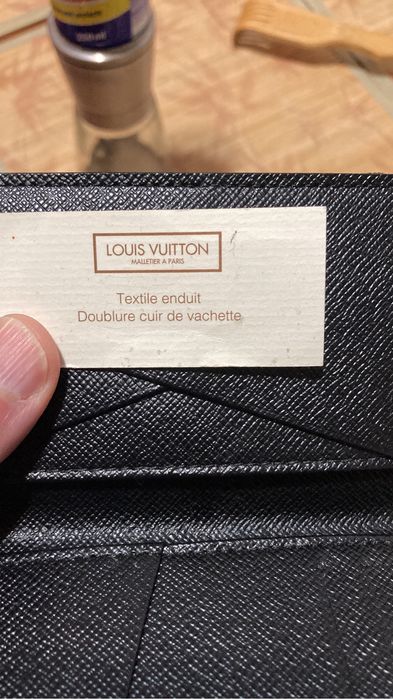 LOUIS VUITTON
MALLETIER A PARIS
Textile enduit
Doublure cuir de vachette